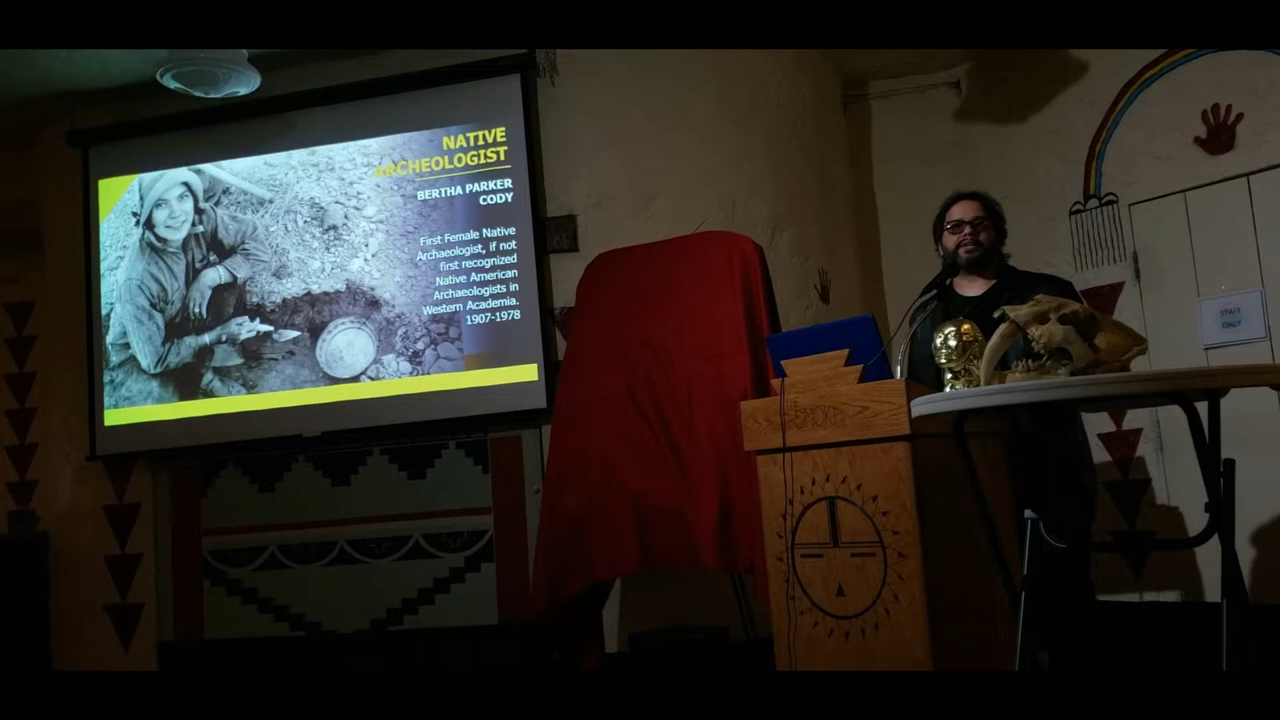 NATIVE
ARCHEOLOGIST
BERTHA PARKER
CODY
First Female Native
Archaeologist, if not
first recognized
Native American
Archaeologists in
Western Academia.
1907-1978
STAFF
ONLY